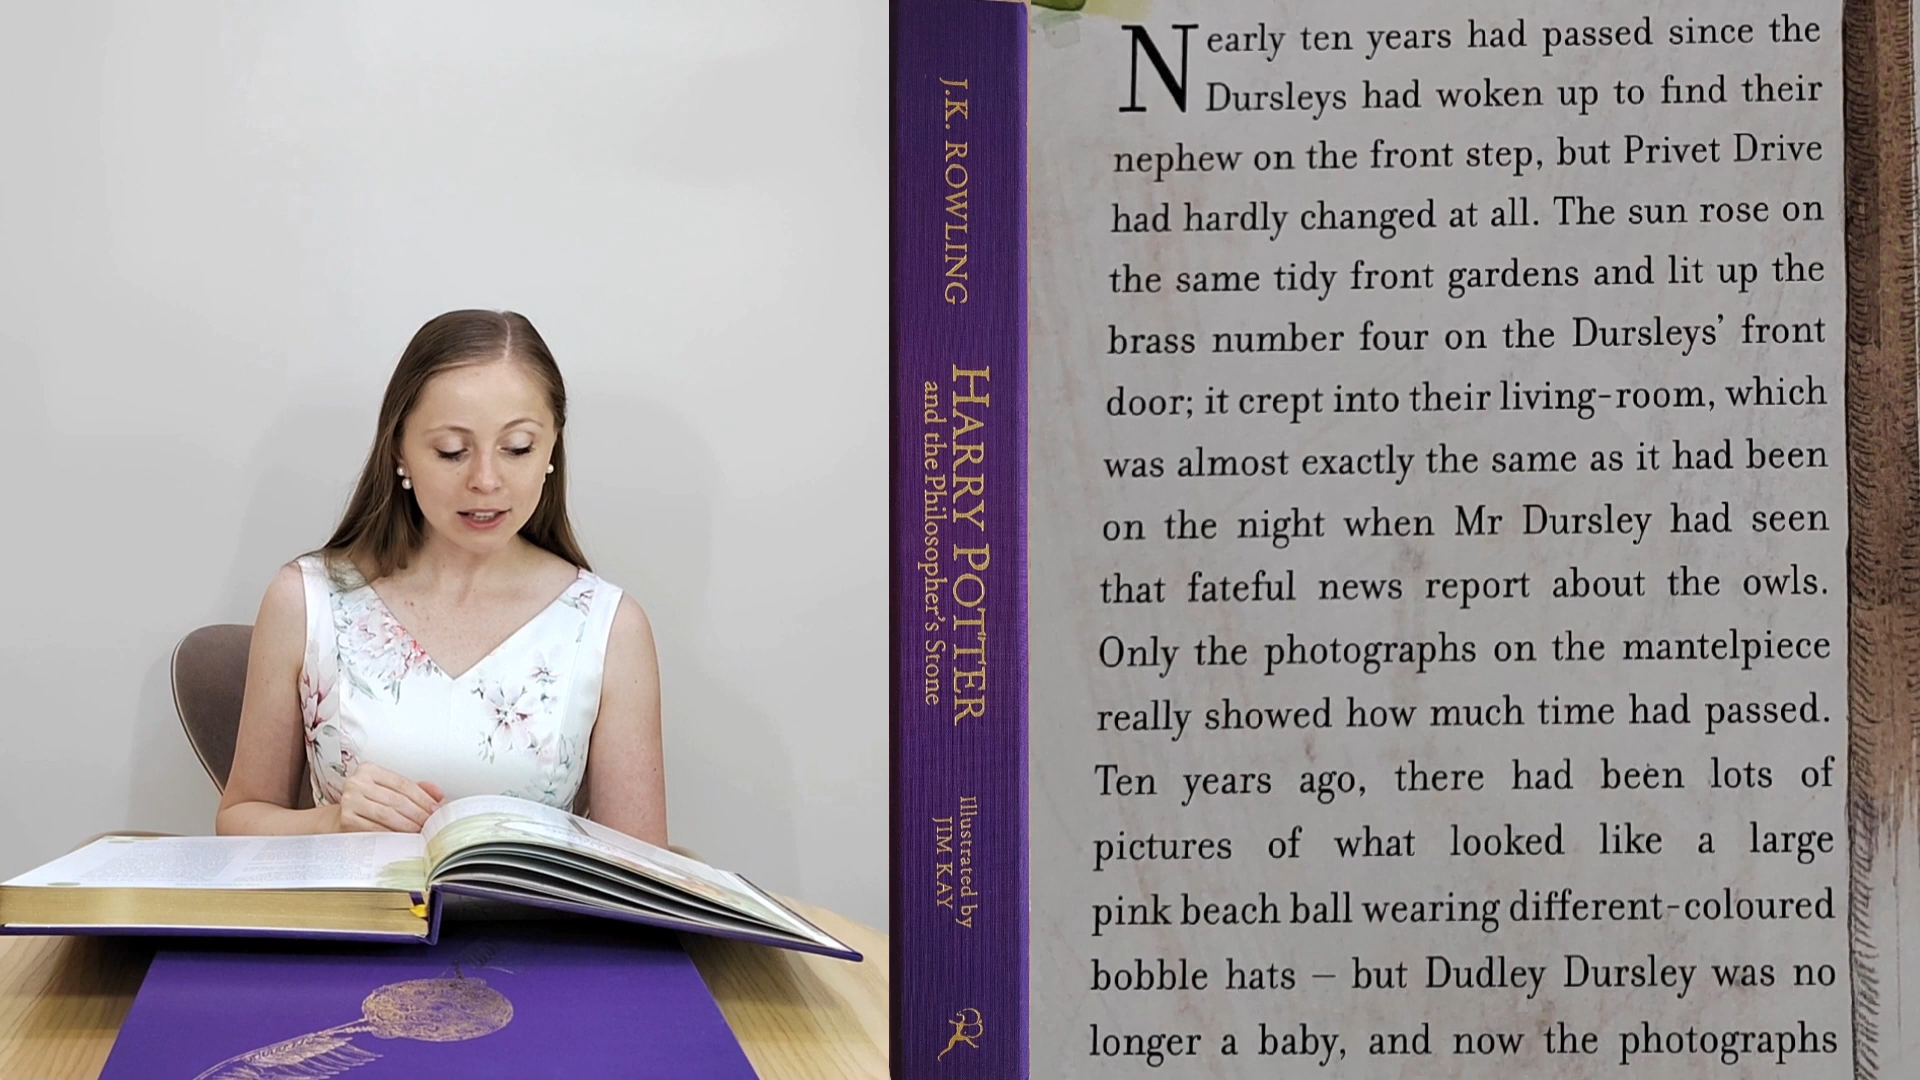 J.K. ROWLING
HARRY POTTER
and the Philosopher's Stone
Illustrated by
JIM KAY
Nearly ten years had passed since the
Dursleys had woken up to find their
nephew on the front step, but Privet Drive
had hardly changed at all. The sun rose on
the same tidy front gardens and lit up the
brass number four on the Dursleys’ front
door; it crept into their living-room, which
was almost exactly the same as it had been
on the night when Mr Dursley had seen
that fateful news report about the owls.
Only the photographs on the mantelpiece
really showed how much time had passed.
Ten years ago, there had been lots of
pictures of what looked like a large
pink beach ball wearing different-coloured
bobble hats – but Dudley Dursley was no
longer a baby, and now the photographs